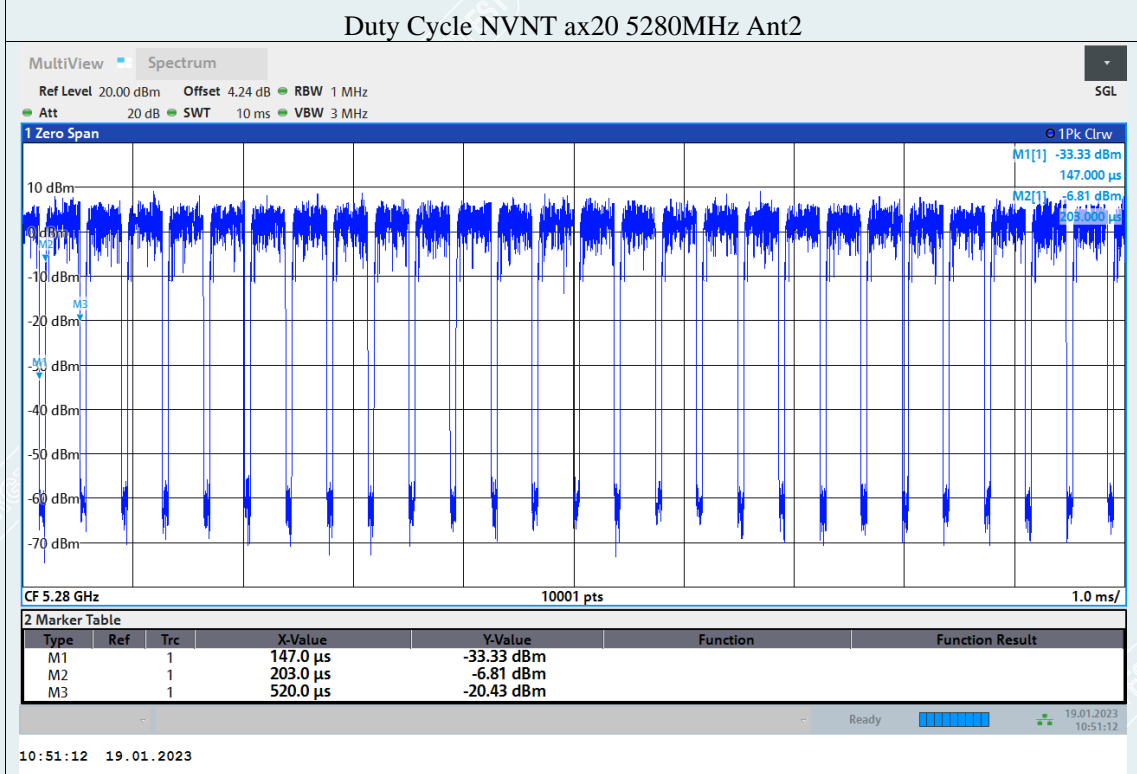 Duty Cycle NVNT ax20 5280MHz Ant2
MultiView Spectrum
Ref Level 20.00 dBm Offset 4.24 dB RBW 1 MHz SGL
Att 20 dB SWT 10 ms VBW 3 MHz
1 Zero Span 1Pk Clrw
M1[1] -33.33 dBm
147.000 µs
10 dBm
M2[1] -6.81 dBm
203.000 µs
0 dBm
M2
-10 dBm
M3
-20 dBm
M1
-30 dBm
-40 dBm
-50 dBm
-60 dBm
-70 dBm
CF 5.28 GHz 10001 pts 1.0 ms/
2 Marker Table
Type Ref Trc X-Value Y-Value Function Function Result
M1 1 147.0 µs -33.33 dBm
M2 1 203.0 µs -6.81 dBm
M3 1 520.0 µs -20.43 dBm
Ready 19.01.2023
10:51:12
10:51:12 19.01.2023